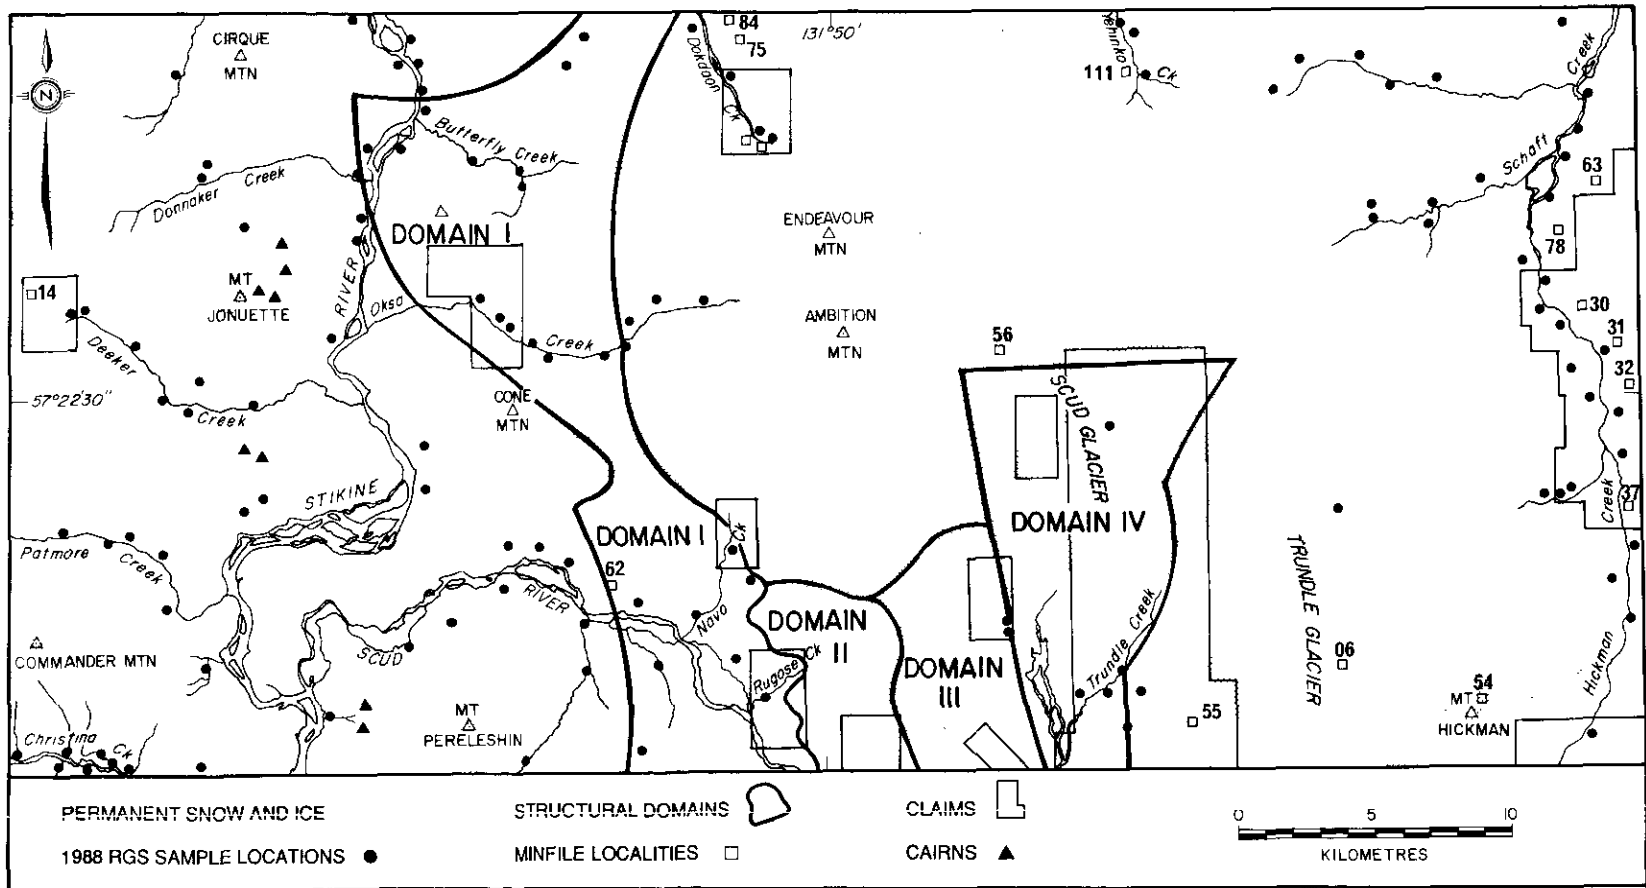 84
75
131°50'
CIRQUE
MTN
N
Dokdaon
Ck
Yehinko
Ck
111
Creek
Butterfly Creek
Schaft
63
Donnaker Creek
ENDEAVOUR
MTN
DOMAIN I
78
14
MT
JONUETTE
RIVER
Oksa
Creek
AMBITION
MTN
56
30
31
32
Deeker
Creek
57°22'30"
CONE
MTN
SCUD GLACIER
STIKINE
37
Creek
DOMAIN I
Ck
DOMAIN IV
Patmore
Creek
62
RIVER
Navo
TRUNDLE GLACIER
DOMAIN
II
Trundle Creek
COMMANDER MTN
SCUD
Rugose Ck
DOMAIN
III
06
Hickman
54
MT
HICKMAN
55
MT
PERELESHIN
Christina
Ck
PERMANENT SNOW AND ICE
STRUCTURAL DOMAINS
CLAIMS
0 5 10
1988 RGS SAMPLE LOCATIONS
MINFILE LOCALITIES
CAIRNS
KILOMETRES